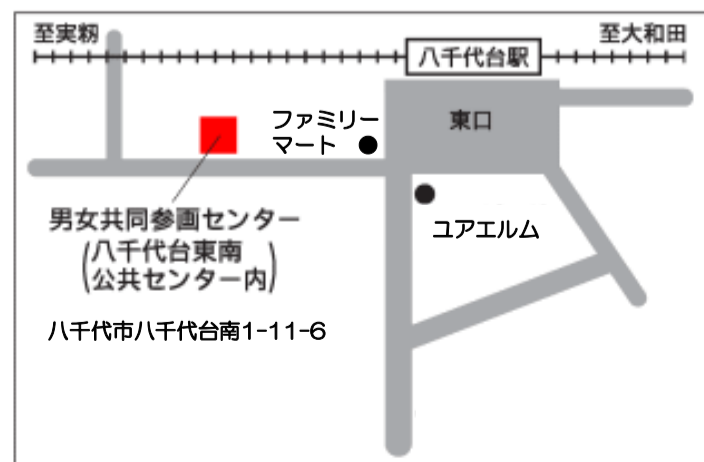 至実籾
至大和田
八千代台駅
東口
ファミリー
マート
ユアエルム
男女共同参画センター
(八千代台東南
公共センター内)
八千代市八千代台南1-11-6